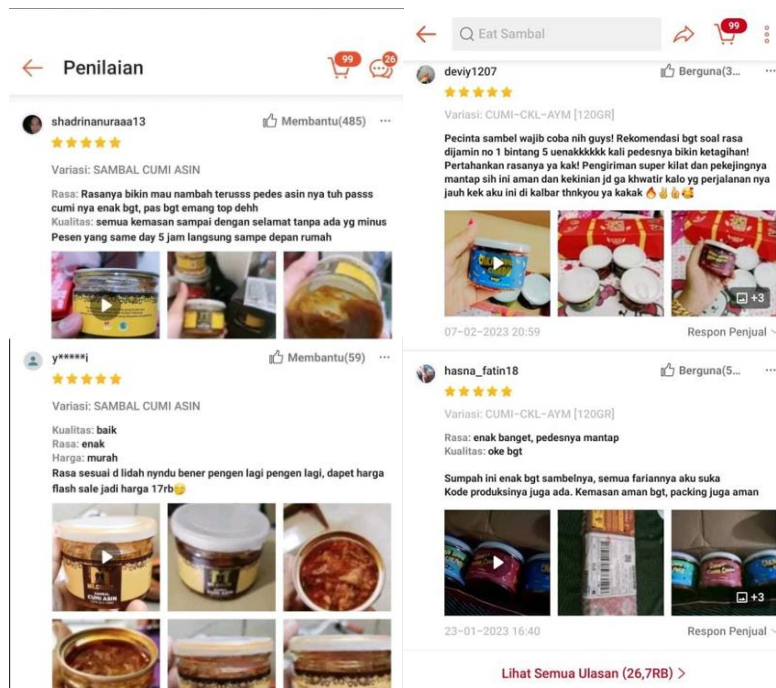 Penilaian
99
26
shadrinanuraaa13
Membantu(485)
Variasi: SAMBAL CUMI ASIN
Rasa: Rasanya bikin mau nambah terusss pedes asin nya tuh passs
cumi nya enak bgt, pas bgt emang top dehh
Kualitas: semua kemasan sampai dengan selamat tanpa ada yg minus
Pesen yang same day 5 jam langsung sampe depan rumah
y*****i
Membantu(59)
Variasi: SAMBAL CUMI ASIN
Kualitas: baik
Rasa: enak
Harga: murah
Rasa sesuai d lidah nyndu bener pengen lagi pengen lagi, dapet harga
flash sale jadi harga 17rb
SAMBAL
CUMI ASIN
Eat Sambal
99
deviy1207
Berguna(3...
Variasi: CUMI-CKL-AYM [120GR]
Pecinta sambel wajib coba nih guys! Rekomendasi bgt soal rasa
dijamin no 1 bintang 5 uenakkkkkk kali pedesnya bikin ketagihan!
Pertahankan rasanya ya kak! Pengiriman super kilat dan pekejingnya
mantap sih ini aman dan kekinian jd ga khwatir kalo yg perjalanan nya
jauh kek aku ini di kalbar thnkyou ya kakak 🔥✌👍🥰
+3
07-02-2023 20:59
Respon Penjual
hasna_fatin18
Berguna(5...
Variasi: CUMI-CKL-AYM [120GR]
Rasa: enak banget, pedesnya mantap
Kualitas: oke bgt
Sumpah ini enak bgt sambelnya, semua fariannya aku suka
Kode produksinya juga ada. Kemasan aman bgt, packing juga aman
+3
23-01-2023 16:40
Respon Penjual
Lihat Semua Ulasan (26,7RB) >